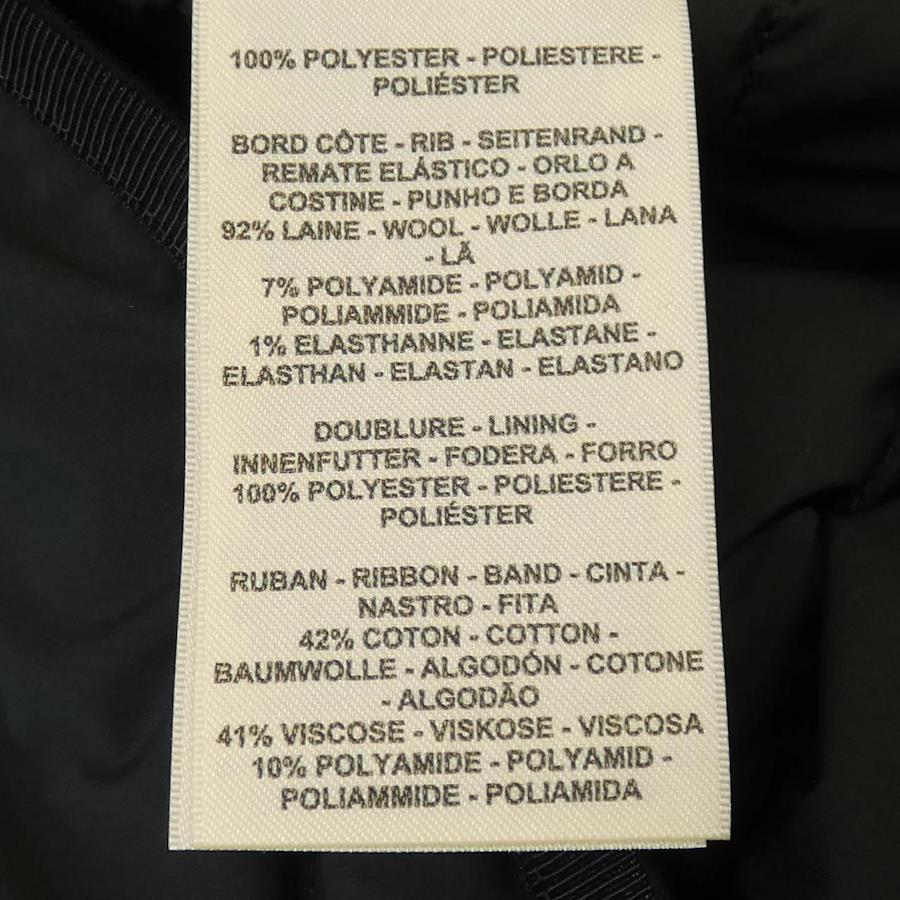 100% POLYESTER - POLIESTERE -
POLIÉSTER
BORD CÔTE - RIB - SEITENRAND -
REMATE ELÁSTICO - ORLO A
COSTINE - PUNHO E BORDA
92% LAINE - WOOL - WOLLE - LANA
- LÃ
7% POLYAMIDE - POLYAMID -
POLIAMMIDE - POLIAMIDA
1% ELASTHANNE - ELASTANE -
ELASTHAN - ELASTAN - ELASTANO
DOUBLURE - LINING -
INNENFUTTER - FODERA - FORRO
100% POLYESTER - POLIESTERE -
POLIÉSTER
RUBAN - RIBBON - BAND - CINTA -
NASTRO - FITA
42% COTON - COTTON -
BAUMWOLLE - ALGODÓN - COTONE
- ALGODÃO
41% VISCOSE - VISKOSE - VISCOSA
10% POLYAMIDE - POLYAMID -
POLIAMMIDE - POLIAMIDA